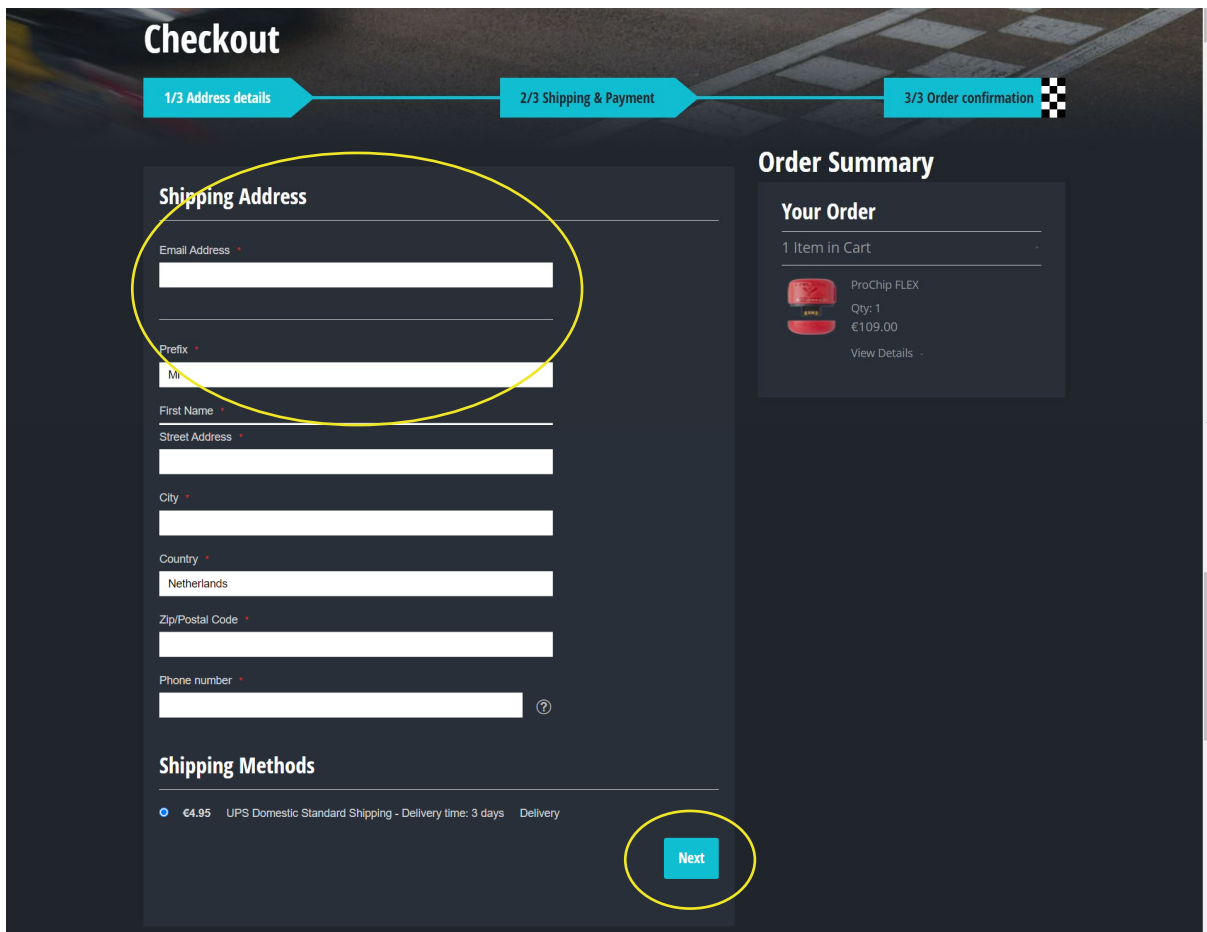 Checkout
1/3 Address details
2/3 Shipping & Payment
3/3 Order confirmation
Shipping Address
Email Address *
Prefix *
Mr
First Name *
Street Address *
City *
Country *
Netherlands
Zip/Postal Code *
Phone number *
?
Shipping Methods
€4.95 UPS Domestic Standard Shipping - Delivery time: 3 days Delivery
Next
Order Summary
Your Order
1 Item in Cart
ProChip FLEX
Qty: 1
€109.00
View Details